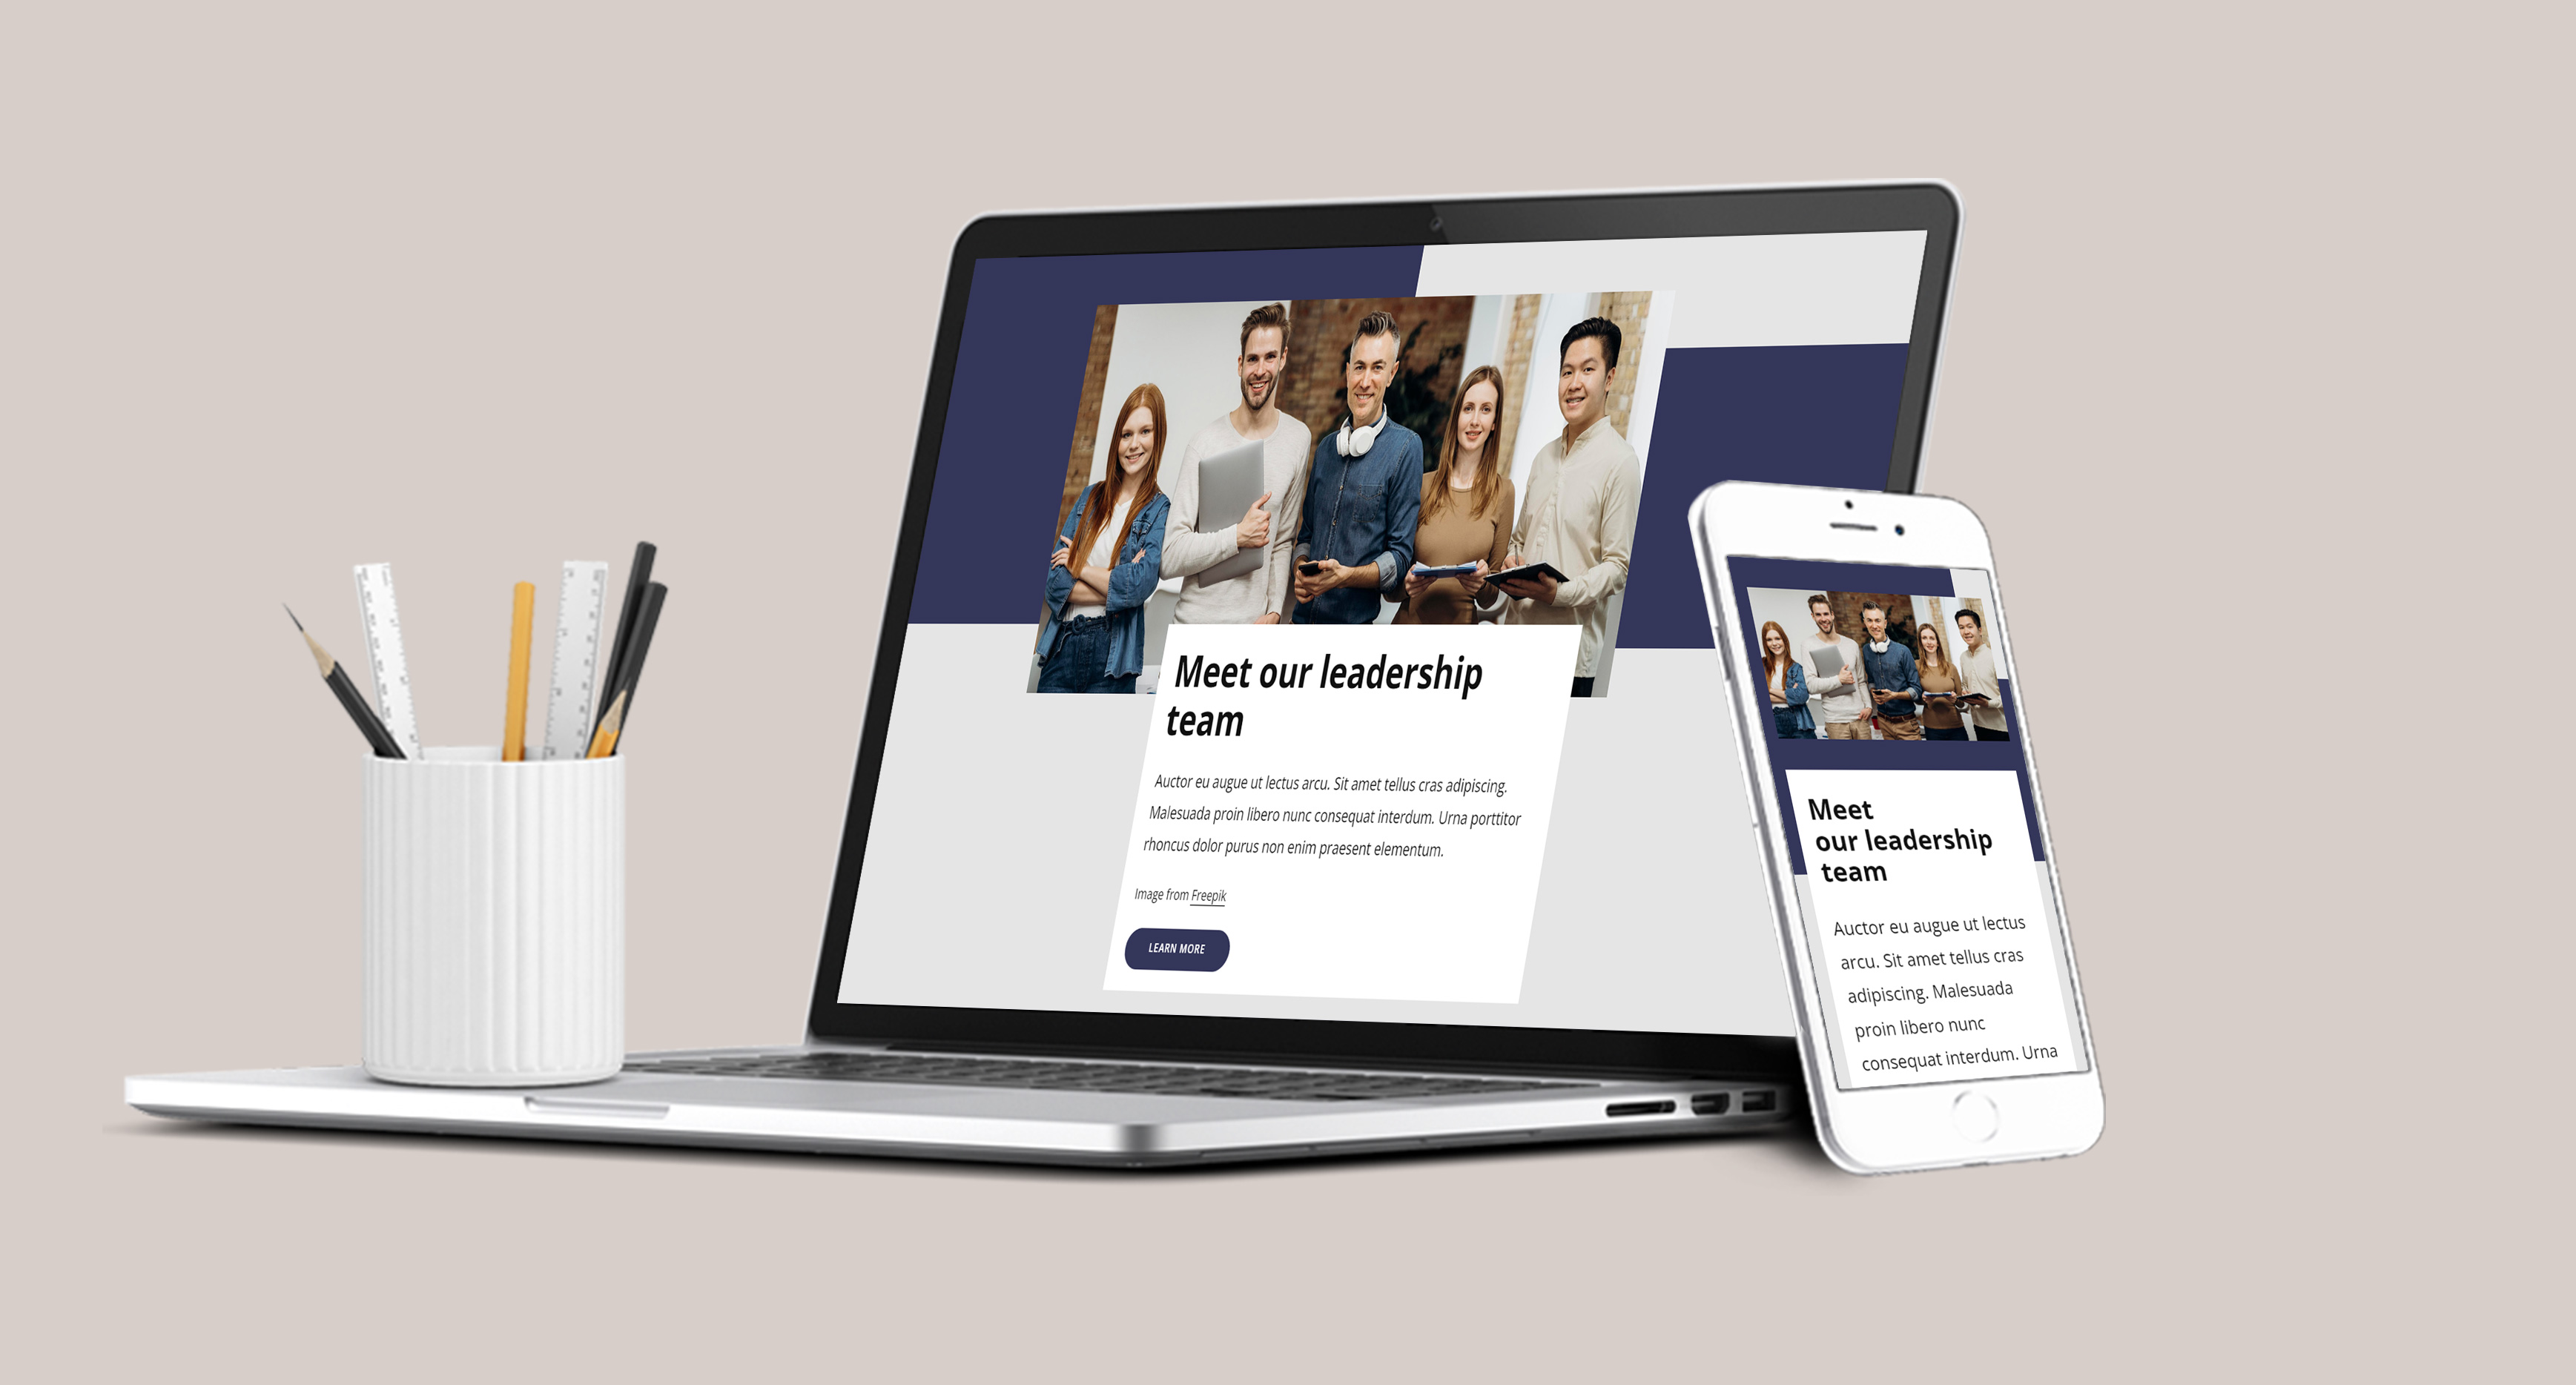 Meet our leadership
team
Auctor eu augue ut lectus arcu. Sit amet tellus cras adipiscing.
Malesuada proin libero nunc consequat interdum. Urna porttitor
rhoncus dolor purus non enim praesent elementum.
Image from Freepik
LEARN MORE
Meet
our leadership
team
Auctor eu augue ut lectus
arcu. Sit amet tellus cras
adipiscing. Malesuada
proin libero nunc
consequat interdum. Urna